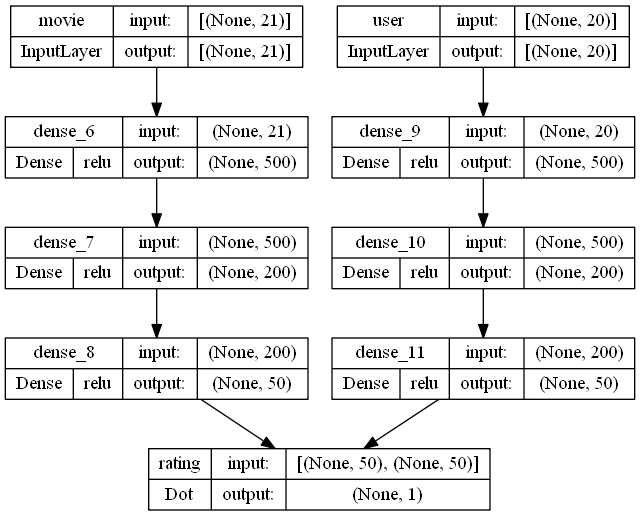 movie input: [(None, 21)]
InputLayer output: [(None, 21)]
user input: [(None, 20)]
InputLayer output: [(None, 20)]
dense_6 input: (None, 21)
Dense relu output: (None, 500)
dense_9 input: (None, 20)
Dense relu output: (None, 500)
dense_7 input: (None, 500)
Dense relu output: (None, 200)
dense_10 input: (None, 500)
Dense relu output: (None, 200)
dense_8 input: (None, 200)
Dense relu output: (None, 50)
dense_11 input: (None, 200)
Dense relu output: (None, 50)
rating input: [(None, 50), (None, 50)]
Dot output: (None, 1)